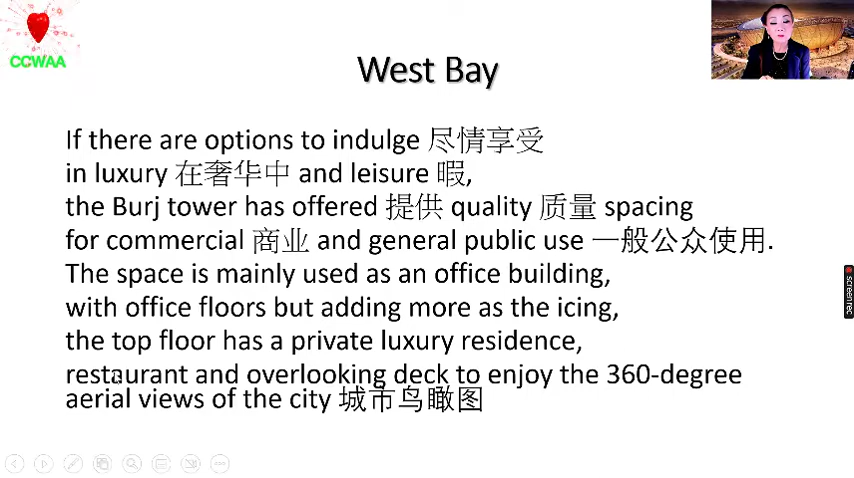 CCWAA
West Bay
If there are options to indulge 尽情享受
in luxury 在奢华中 and leisure 暇,
the Burj tower has offered 提供 quality 质量 spacing
for commercial 商业 and general public use 一般公众使用.
The space is mainly used as an office building,
with office floors but adding more as the icing,
the top floor has a private luxury residence,
restaurant and overlooking deck to enjoy the 360-degree
aerial views of the city 城市鸟瞰图
screenrec